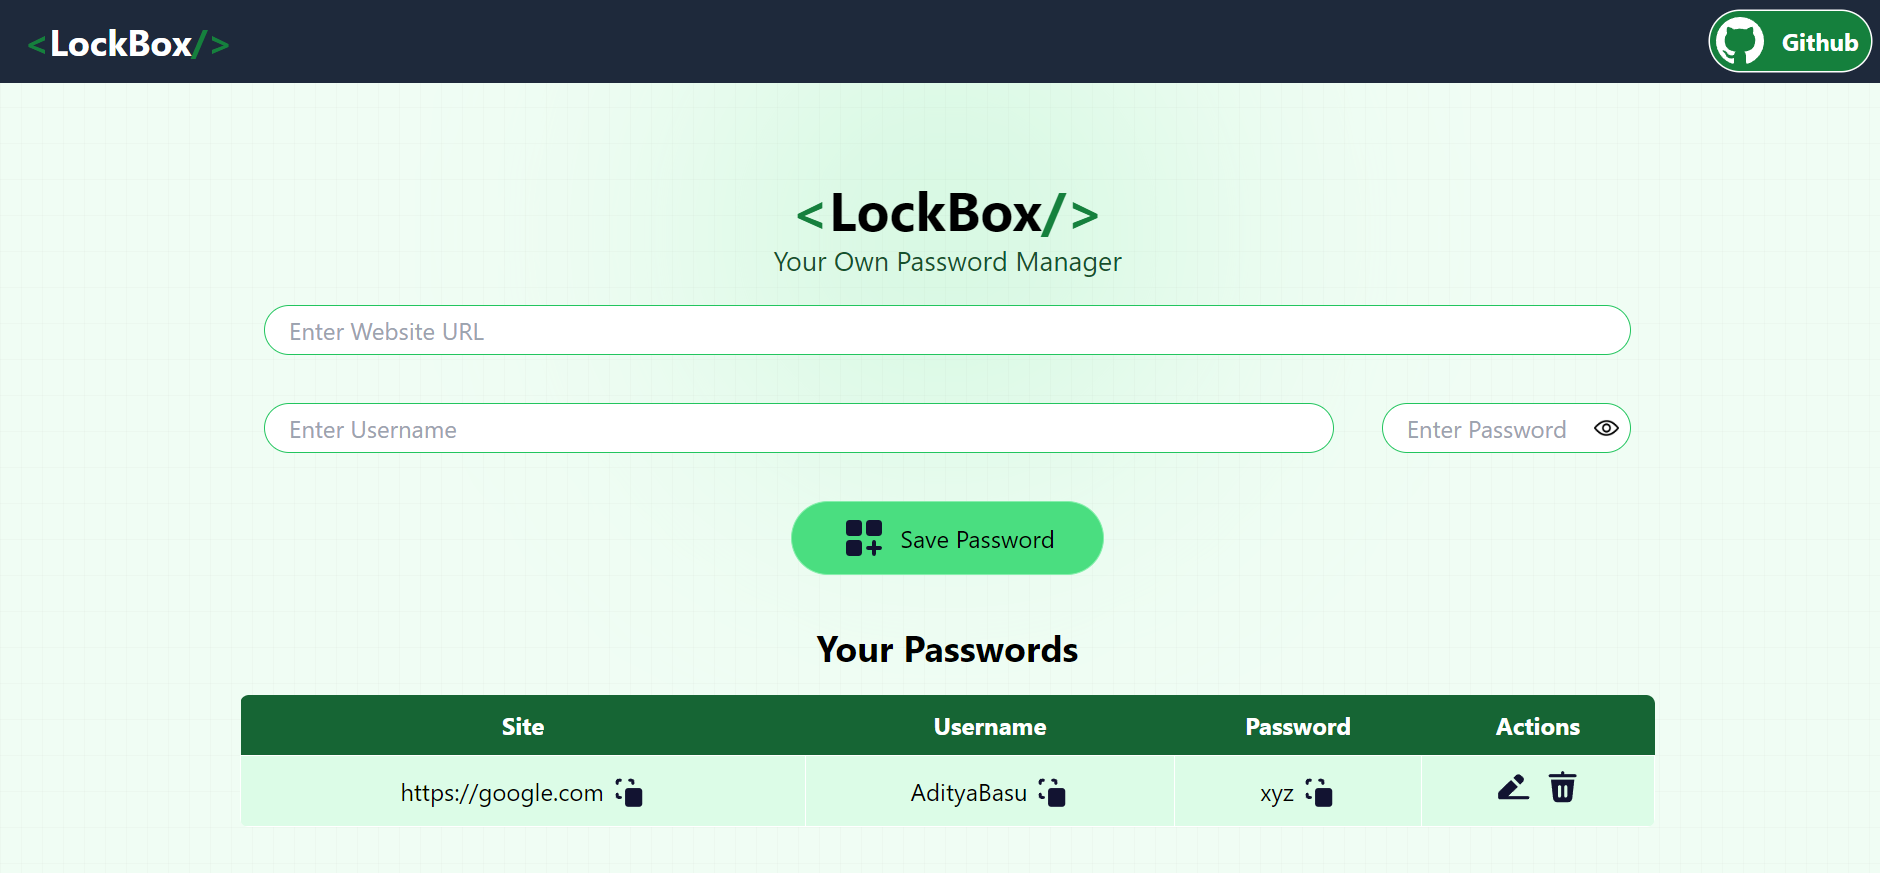 <LockBox/>
Github
<LockBox/>
Your Own Password Manager
Enter Website URL
Enter Username
Enter Password
Save Password
Your Passwords
Site Username Password Actions
https://google.com AdityaBasu xyz